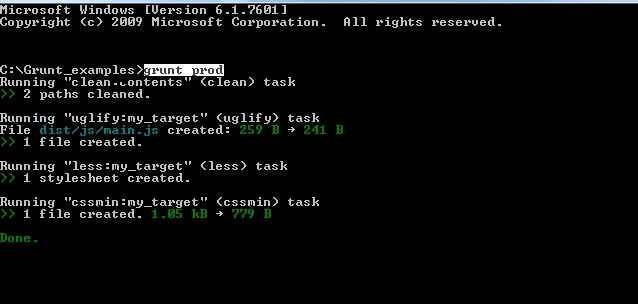 Microsoft Windows [Version 6.1.7601]
Copyright (c) 2009 Microsoft Corporation.  All rights reserved.
C:\Grunt_examples>grunt prod
Running "clean:contents" (clean) task
>> 2 paths cleaned.
Running "uglify:my_target" (uglify) task
File dist/js/main.js created: 259 B → 241 B
>> 1 file created.
Running "less:my_target" (less) task
>> 1 stylesheet created.
Running "cssmin:my_target" (cssmin) task
>> 1 file created. 1.05 kB → 779 B
Done.